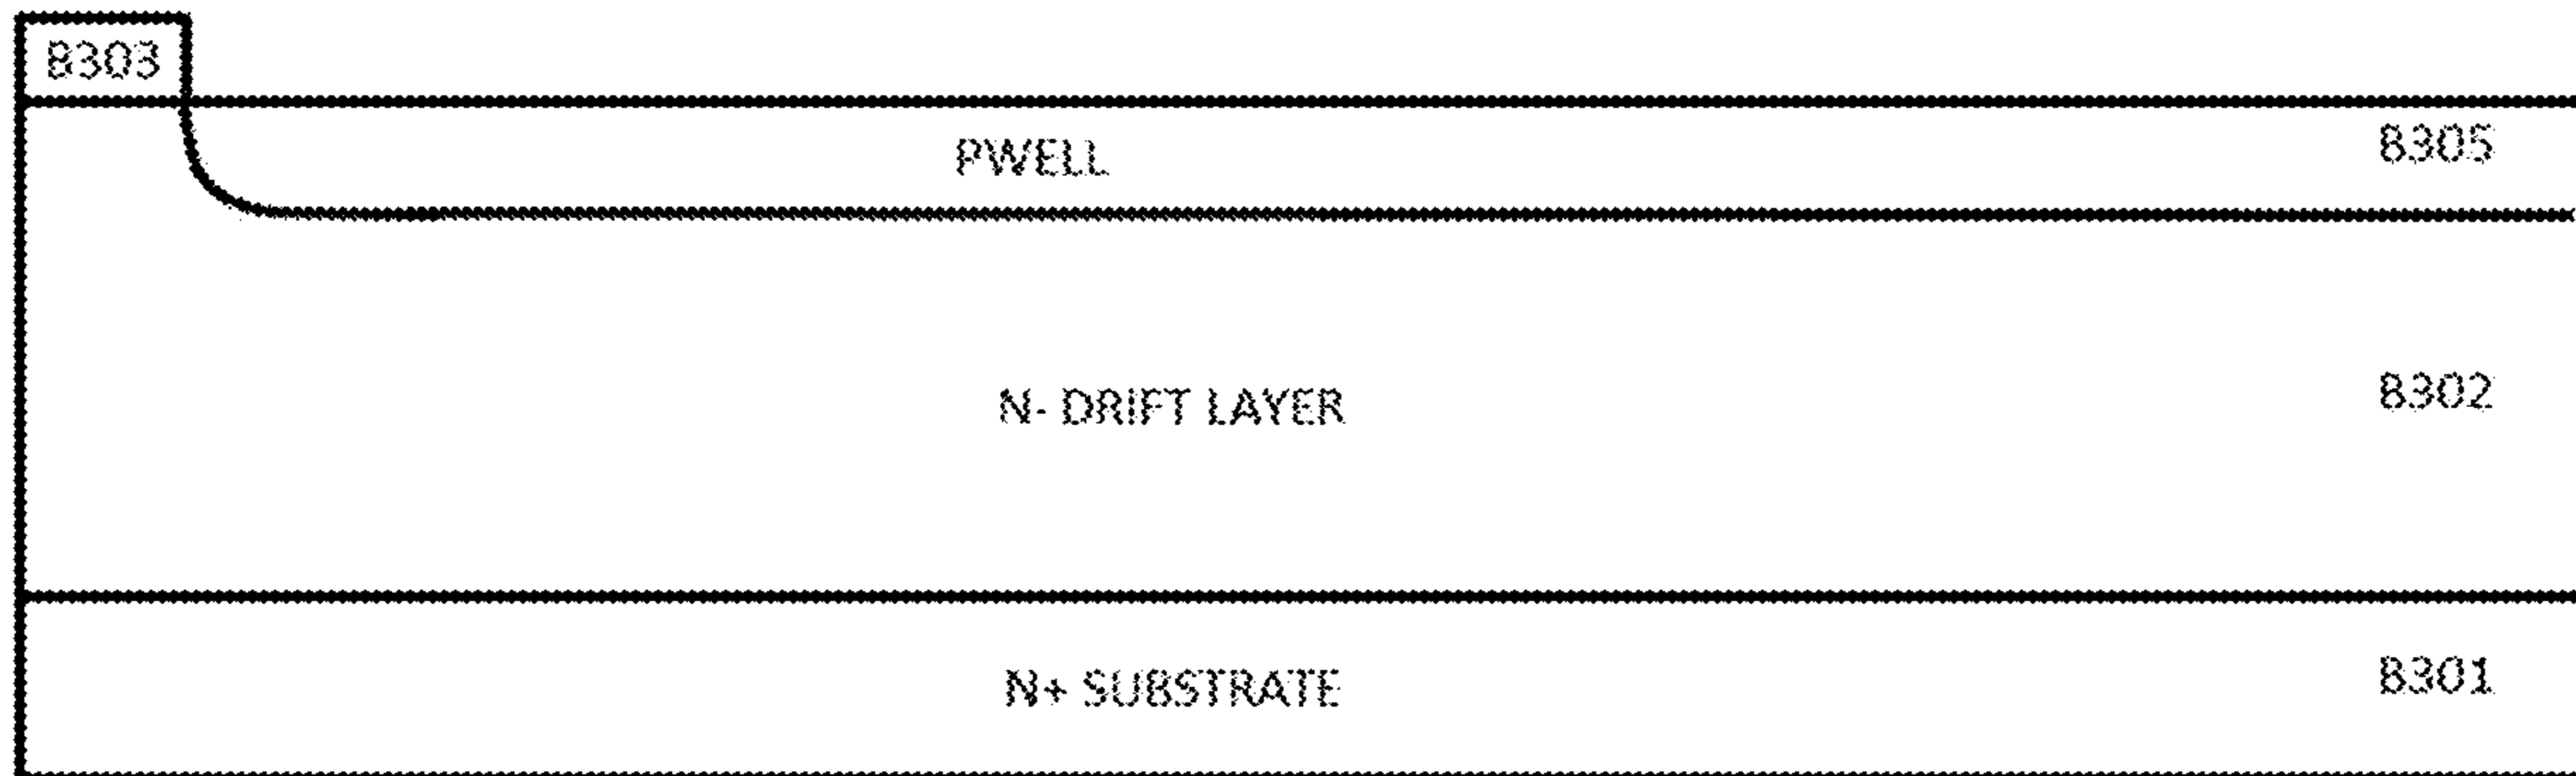 8303
PWELL 8305
N- DRIFT LAYER 8302
N+ SUBSTRATE 8301